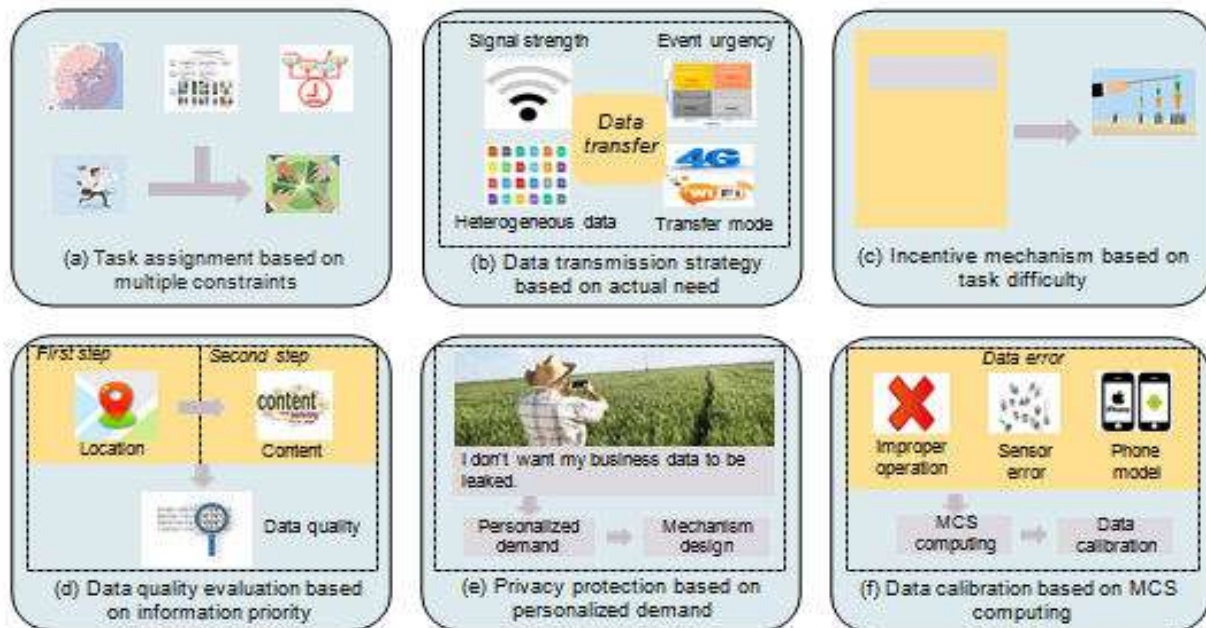 Signal strength
Event urgency
Data
transfer
4G
Heterogeneous data
Transfer mode
(a) Task assignment based on
multiple constraints
(b) Data transmission strategy
based on actual need
(c) Incentive mechanism based on
task difficulty
First step
Second step
content
Location
Content
Data quality
(d) Data quality evaluation based
on information priority
I don't want my business data to be
leaked.
Personalized
demand
Mechanism
design
(e) Privacy protection based on
personalized demand
Data error
iPhone
Improper
operation
Sensor
error
Phone
model
MCS
computing
Data
calibration
(f) Data calibration based on MCS
computing